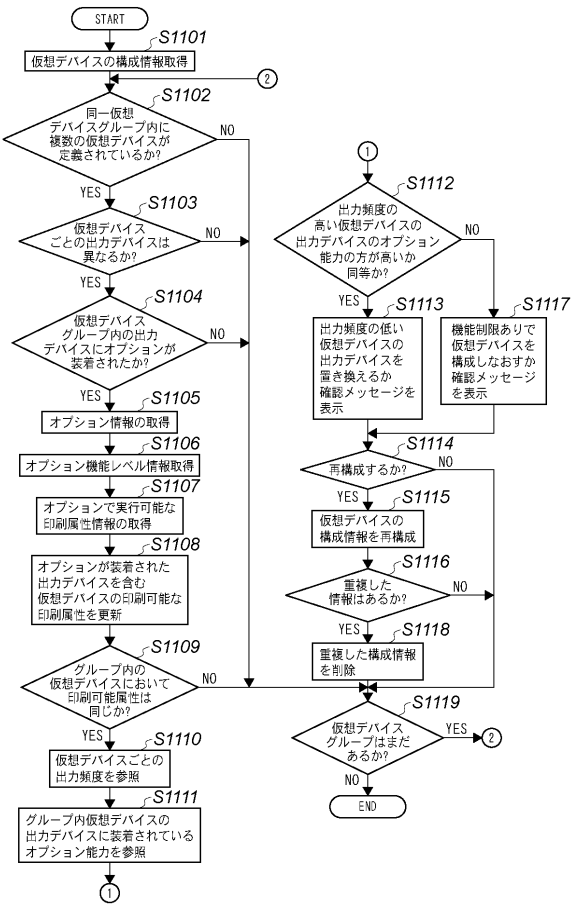 START
S1101
仮想デバイスの構成情報取得
2
S1102
同一仮想
デバイスグループ内に
複数の仮想デバイスが
定義されているか?
NO
YES
S1103
仮想デバイス
ごとの出力デバイスは
異なるか?
NO
YES
S1104
仮想デバイス
グループ内の出力
デバイスにオプションが
装着されたか?
NO
YES
S1105
オプション情報の取得
S1106
オプション機能レベル情報取得
S1107
オプションで実行可能な
印刷属性情報の取得
S1108
オプションが装着された
出力デバイスを含む
仮想デバイスの印刷可能な
印刷属性を更新
S1109
グループ内の
仮想デバイスにおいて
印刷可能属性は
同じか?
NO
YES
S1110
仮想デバイスごとの
出力頻度を参照
S1111
グループ内仮想デバイスの
出力デバイスに装着されている
オプション能力を参照
1
1
S1112
出力頻度の
高い仮想デバイスの
出力デバイスのオプション
能力の方が高いか
同等か?
NO
YES
S1113
出力頻度の低い
仮想デバイスの
出力デバイスを
置き換えるか
確認メッセージを
表示
S1117
機能制限ありで
仮想デバイスを
構成しなおすか
確認メッセージ
を表示
S1114
再構成するか?
NO
YES
S1115
仮想デバイスの
構成情報を再構成
S1116
重複した
情報はあるか?
NO
YES
S1118
重複した構成情報
を削除
S1119
仮想デバイス
グループはまだ
あるか?
YES
2
NO
END